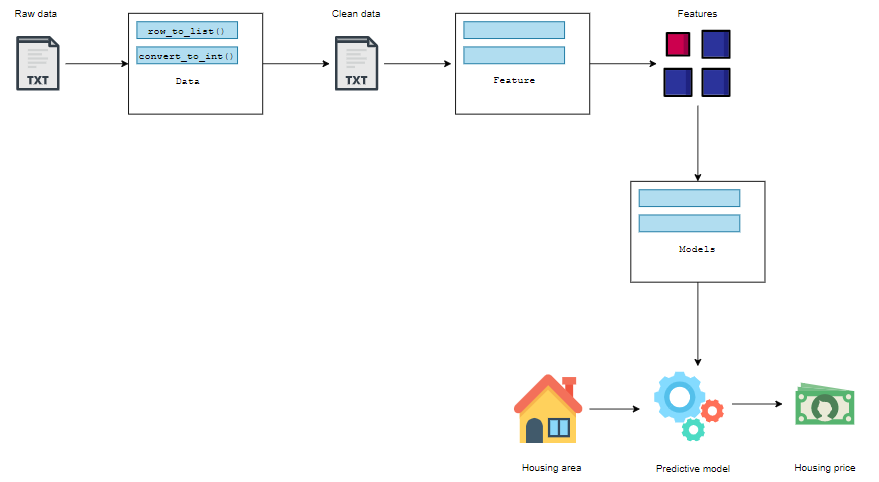 Raw data
Clean data
Features
row_to_list()
convert_to_int()
Data
TXT
TXT
Feature
Models
Housing area
Predictive model
Housing price